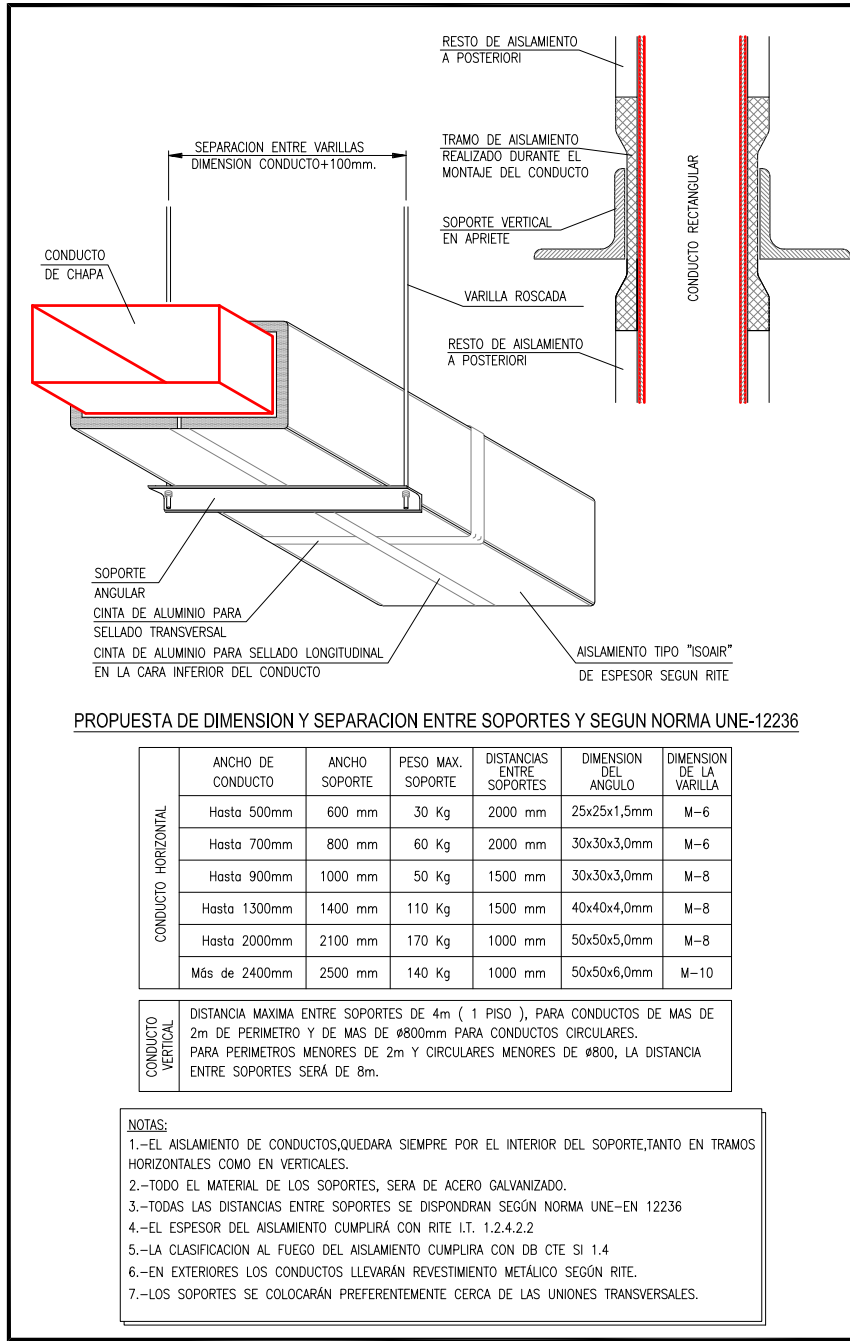 RESTO DE AISLAMIENTO
A POSTERIORI
SEPARACION ENTRE VARILLAS
DIMENSION CONDUCTO+100mm.
TRAMO DE AISLAMIENTO
REALIZADO DURANTE EL
MONTAJE DEL CONDUCTO
CONDUCTO RECTANGULAR
SOPORTE VERTICAL
EN APRIETE
CONDUCTO
DE CHAPA
VARILLA ROSCADA
RESTO DE AISLAMIENTO
A POSTERIORI
SOPORTE
ANGULAR
CINTA DE ALUMINIO PARA
SELLADO TRANSVERSAL
CINTA DE ALUMINIO PARA SELLADO LONGITUDINAL
EN LA CARA INFERIOR DEL CONDUCTO
AISLAMIENTO TIPO "ISOAIR"
DE ESPESOR SEGUN RITE
PROPUESTA DE DIMENSION Y SEPARACION ENTRE SOPORTES Y SEGUN NORMA UNE-12236
CONDUCTO HORIZONTAL
ANCHO DE
CONDUCTO
ANCHO
SOPORTE
PESO MAX.
SOPORTE
DISTANCIAS
ENTRE
SOPORTES
DIMENSION
DEL
ANGULO
DIMENSION
DE LA
VARILLA
Hasta 500mm 600 mm 30 Kg 2000 mm 25x25x1,5mm M-6
Hasta 700mm 800 mm 60 Kg 2000 mm 30x30x3,0mm M-6
Hasta 900mm 1000 mm 50 Kg 1500 mm 30x30x3,0mm M-8
Hasta 1300mm 1400 mm 110 Kg 1500 mm 40x40x4,0mm M-8
Hasta 2000mm 2100 mm 170 Kg 1000 mm 50x50x5,0mm M-8
Más de 2400mm 2500 mm 140 Kg 1000 mm 50x50x6,0mm M-10
CONDUCTO
VERTICAL
DISTANCIA MAXIMA ENTRE SOPORTES DE 4m ( 1 PISO ), PARA CONDUCTOS DE MAS DE
2m DE PERIMETRO Y DE MAS DE ø800mm PARA CONDUCTOS CIRCULARES.
PARA PERIMETROS MENORES DE 2m Y CIRCULARES MENORES DE ø800, LA DISTANCIA
ENTRE SOPORTES SERÁ DE 8m.
NOTAS:
1.-EL AISLAMIENTO DE CONDUCTOS,QUEDARA SIEMPRE POR EL INTERIOR DEL SOPORTE,TANTO EN TRAMOS
HORIZONTALES COMO EN VERTICALES.
2.-TODO EL MATERIAL DE LOS SOPORTES, SERA DE ACERO GALVANIZADO.
3.-TODAS LAS DISTANCIAS ENTRE SOPORTES SE DISPONDRAN SEGÚN NORMA UNE-EN 12236
4.-EL ESPESOR DEL AISLAMIENTO CUMPLIRÁ CON RITE I.T. 1.2.4.2.2
5.-LA CLASIFICACION AL FUEGO DEL AISLAMIENTO CUMPLIRA CON DB CTE SI 1.4
6.-EN EXTERIORES LOS CONDUCTOS LLEVARÁN REVESTIMIENTO METÁLICO SEGÚN RITE.
7.-LOS SOPORTES SE COLOCARÁN PREFERENTEMENTE CERCA DE LAS UNIONES TRANSVERSALES.